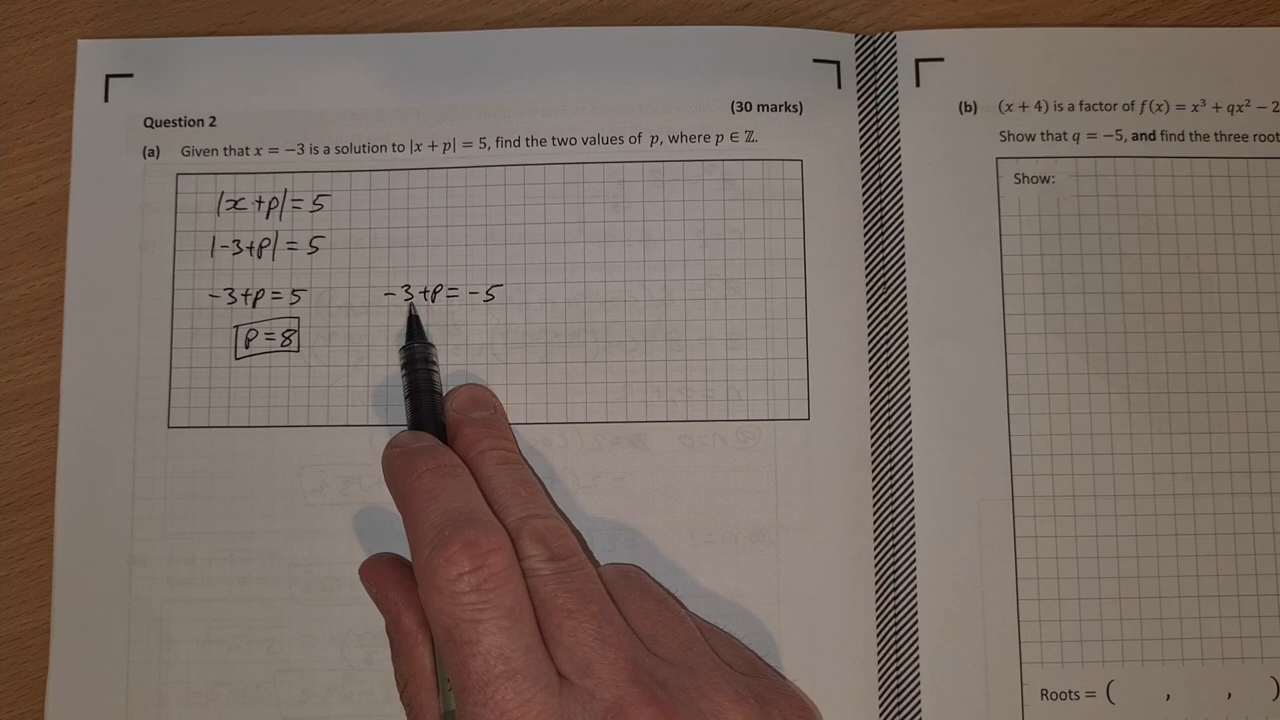 Question 2
(30 marks)
(a) Given that x = −3 is a solution to |x + p| = 5, find the two values of p, where p ∈ ℤ.
|x+p|=5
|-3+p|=5
-3+p=5
-3+p=-5
p=8
(b) (x + 4) is a factor of f(x) = x³ + qx² − 2
Show that q = −5, and find the three root
Show:
Roots = ( , , )